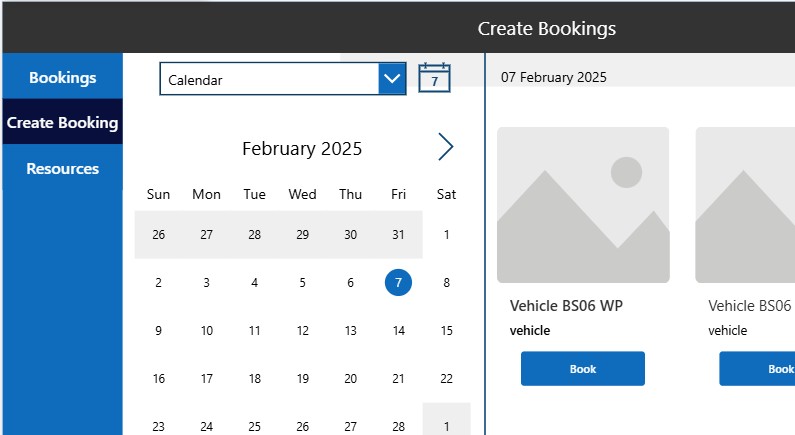 Create Bookings
Bookings
Create Booking
Resources
Calendar
7
February 2025
Sun Mon Tue Wed Thu Fri Sat
26 27 28 29 30 31 1
2 3 4 5 6 7 8
9 10 11 12 13 14 15
16 17 18 19 20 21 22
23 24 25 26 27 28 1
07 February 2025
Vehicle BS06 WP
vehicle
Book
Vehicle BS06
vehicle
Book